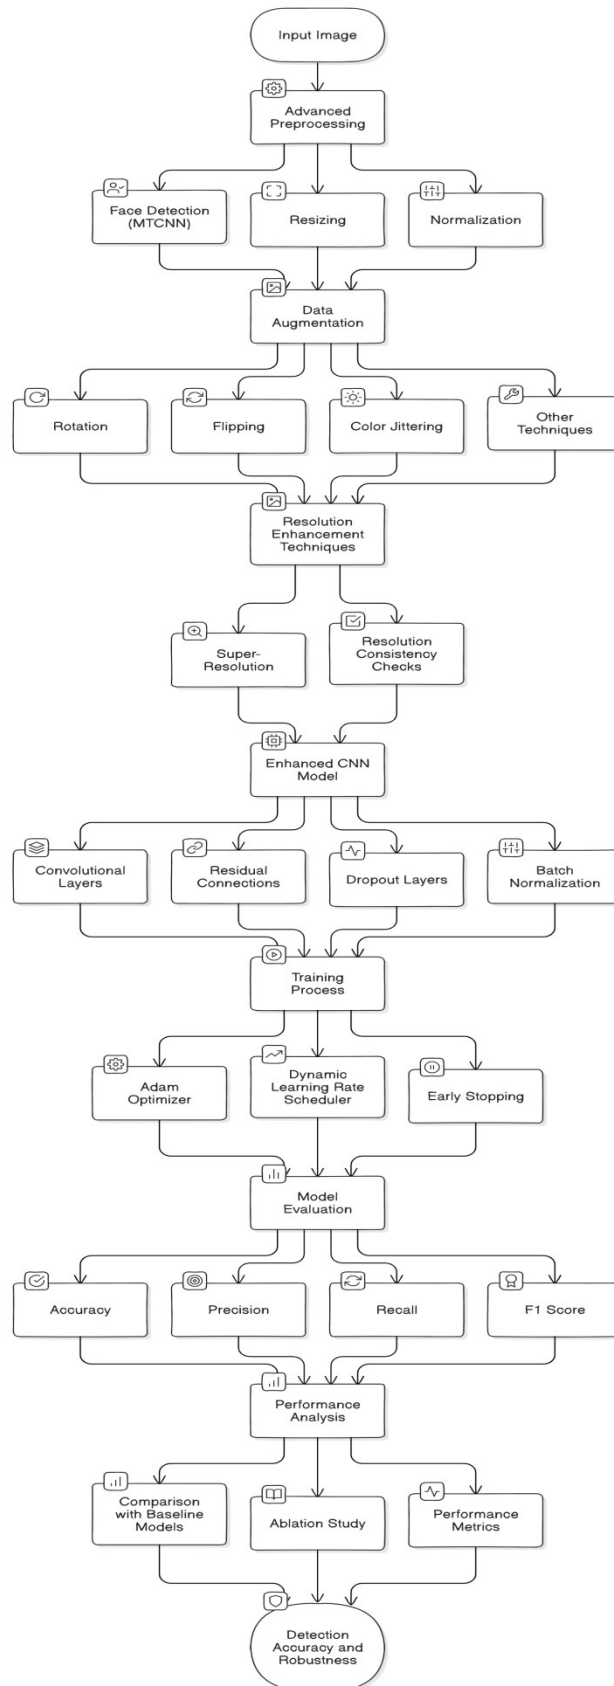 Input Image
Advanced
Preprocessing
Face Detection
(MTCNN)
Resizing
Normalization
Data
Augmentation
Rotation
Flipping
Color Jittering
Other
Techniques
Resolution
Enhancement
Techniques
Super-
Resolution
Resolution
Consistency
Checks
Enhanced CNN
Model
Convolutional
Layers
Residual
Connections
Dropout Layers
Batch
Normalization
Training
Process
Adam
Optimizer
Dynamic
Learning Rate
Scheduler
Early Stopping
Model
Evaluation
Accuracy
Precision
Recall
F1 Score
Performance
Analysis
Comparison
with Baseline
Models
Ablation Study
Performance
Metrics
Detection
Accuracy and
Robustness